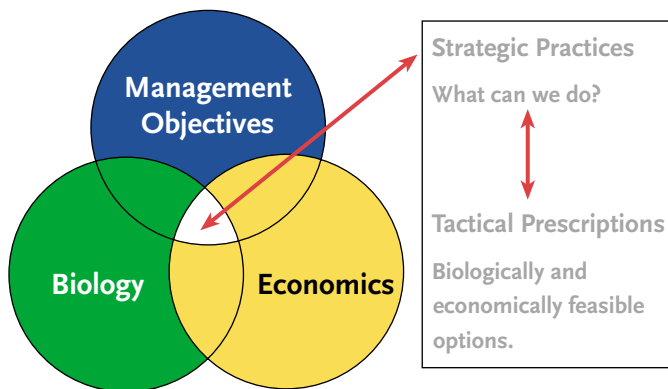 Management
Objectives
Biology
Economics
Strategic Practices
What can we do?
Tactical Prescriptions
Biologically and
economically feasible
options.